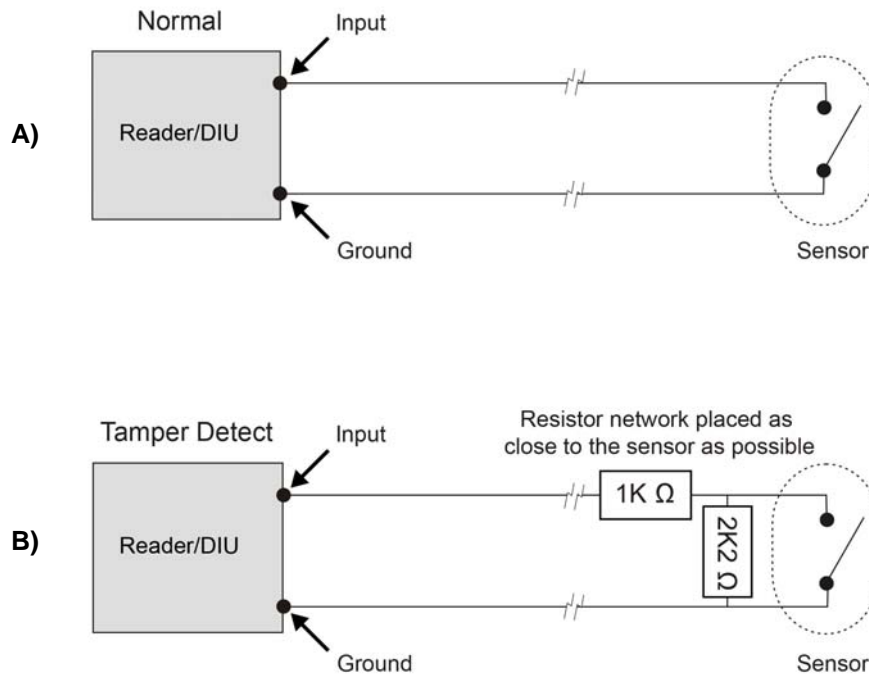 Normal
Input
A)
Reader/DIU
Ground
Sensor
Resistor network placed as
close to the sensor as possible
Tamper Detect
Input
1K Ω
B)
Reader/DIU
2K2 Ω
Ground
Sensor